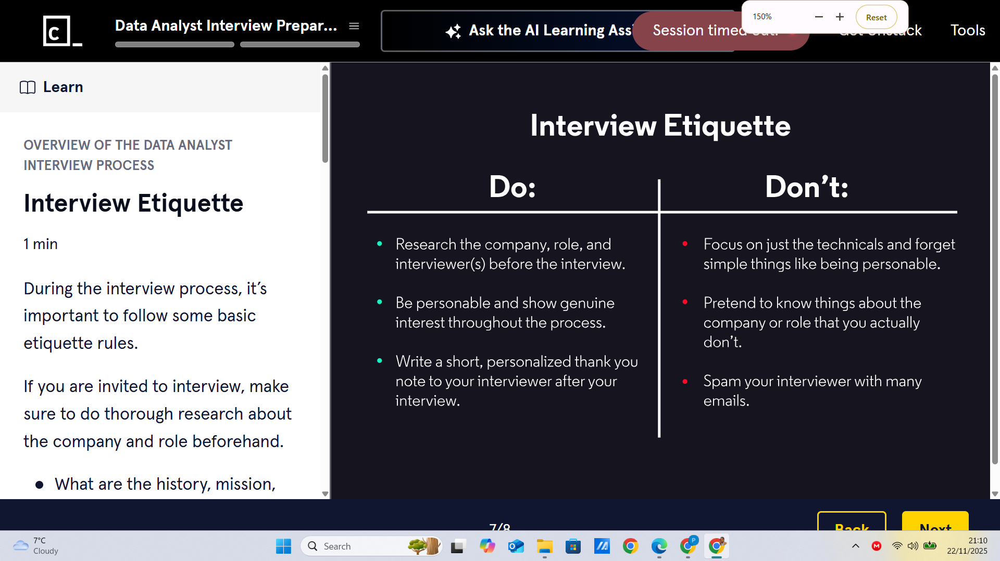 c_
Data Analyst Interview Prepar...
Ask the AI Learning Ass
Session timed out.
150%
Reset
Get Unstuck
Tools
Learn
OVERVIEW OF THE DATA ANALYST
INTERVIEW PROCESS
Interview Etiquette
1 min
During the interview process, it’s
important to follow some basic
etiquette rules.
If you are invited to interview, make
sure to do thorough research about
the company and role beforehand.
What are the history, mission,
Interview Etiquette
Do:
Research the company, role, and
interviewer(s) before the interview.
Be personable and show genuine
interest throughout the process.
Write a short, personalized thank you
note to your interviewer after your
interview.
Don’t:
Focus on just the technicals and forget
simple things like being personable.
Pretend to know things about the
company or role that you actually
don’t.
Spam your interviewer with many
emails.
7/8
Back
Next
7°C
Cloudy
Search
P
M
21:10
22/11/2025